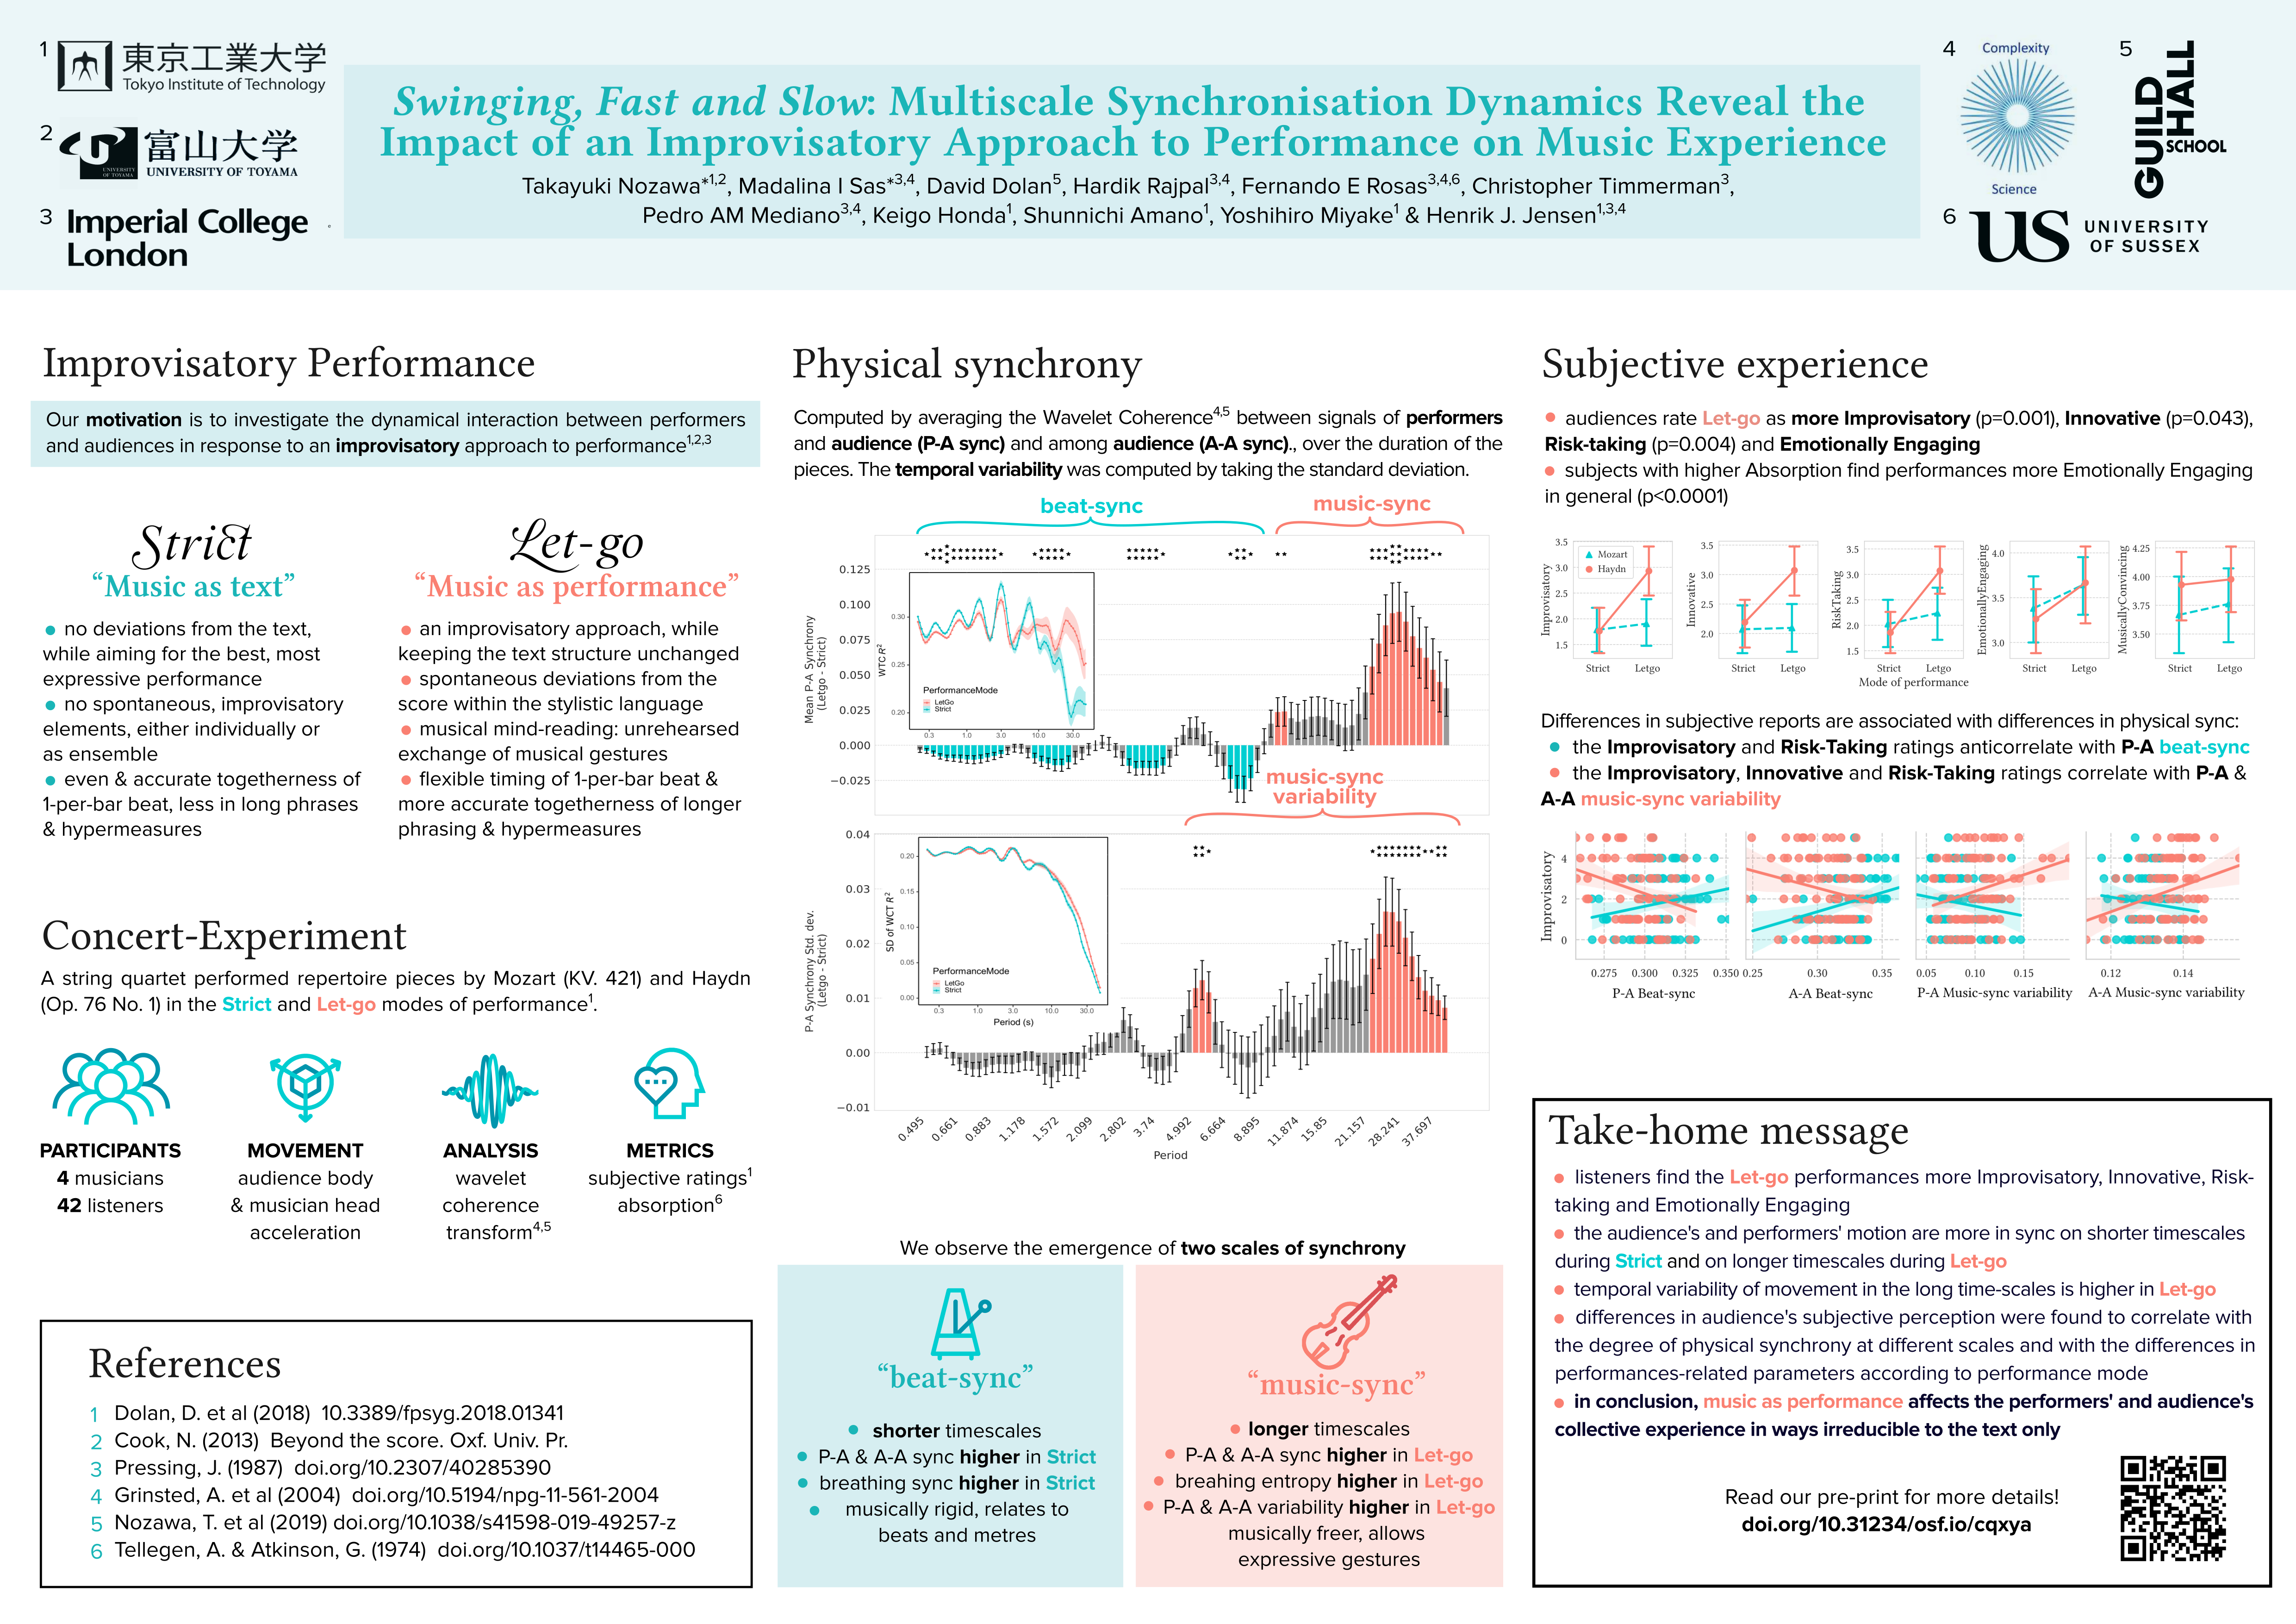 1
東京工業大学
Tokyo Institute of Technology
2
富山大学
UNIVERSITY OF TOYAMA
UNIVERSITY OF TOYAMA
3
Imperial College
London
Swinging, Fast and Slow: Multiscale Synchronisation Dynamics Reveal the
Impact of an Improvisatory Approach to Performance on Music Experience
Takayuki Nozawa*1,2, Madalina I Sas*3,4, David Dolan5, Hardik Rajpal3,4, Fernando E Rosas3,4,6, Christopher Timmerman3,
Pedro AM Mediano3,4, Keigo Honda1, Shunnichi Amano1, Yoshihiro Miyake1 & Henrik J. Jensen1,3,4
4
Complexity
Science
5
GUILD
HALL
SCHOOL
6
US UNIVERSITY
OF SUSSEX
Improvisatory Performance
Our motivation is to investigate the dynamical interaction between performers
and audiences in response to an improvisatory approach to performance1,2,3
Strict
“Music as text”
• no deviations from the text,
while aiming for the best, most
expressive performance
• no spontaneous, improvisatory
elements, either individually or
as ensemble
• even & accurate togetherness of
1-per-bar beat, less in long phrases
& hypermeasures
Let-go
“Music as performance”
• an improvisatory approach, while
keeping the text structure unchanged
• spontaneous deviations from the
score within the stylistic language
• musical mind-reading: unrehearsed
exchange of musical gestures
• flexible timing of 1-per-bar beat &
more accurate togetherness of longer
phrasing & hypermeasures
Concert-Experiment
A string quartet performed repertoire pieces by Mozart (KV. 421) and Haydn
(Op. 76 No. 1) in the Strict and Let-go modes of performance1.
PARTICIPANTS
4 musicians
42 listeners
MOVEMENT
audience body
& musician head
acceleration
ANALYSIS
wavelet
coherence
transform4,5
METRICS
subjective ratings1
absorption6
References
1 Dolan, D. et al (2018) 10.3389/fpsyg.2018.01341
2 Cook, N. (2013) Beyond the score. Oxf. Univ. Pr.
3 Pressing, J. (1987) doi.org/10.2307/40285390
4 Grinsted, A. et al (2004) doi.org/10.5194/npg-11-561-2004
5 Nozawa, T. et al (2019) doi.org/10.1038/s41598-019-49257-z
6 Tellegen, A. & Atkinson, G. (1974) doi.org/10.1037/t14465-000
Physical synchrony
Computed by averaging the Wavelet Coherence4,5 between signals of performers
and audience (P-A sync) and among audience (A-A sync)., over the duration of the
pieces. The temporal variability was computed by taking the standard deviation.
beat-sync
music-sync
Mean P-A Synchrony
(Letgo - Strict)
0.125
0.100
0.075
0.050
0.025
0.000
−0.025
WTC R2
0.30
0.25
0.20
PerformanceMode
LetGo
Strict
0.3 1.0 3.0 10.0 30.0
music-sync
variability
P-A Synchrony Std. dev.
(Letgo - Strict)
0.04
0.03
0.02
0.01
0.00
−0.01
SD of WCT R2
0.20
0.15
0.10
0.05
0.00
PerformanceMode
LetGo
Strict
0.3 1.0 3.0 10.0 30.0
Period (s)
0.495 0.661 0.883 1.178 1.572 2.099 2.802 3.74 4.992 6.664 8.895 11.874 15.85 21.157 28.241 37.697
Period
We observe the emergence of two scales of synchrony
“beat-sync”
• shorter timescales
• P-A & A-A sync higher in Strict
• breathing sync higher in Strict
• musically rigid, relates to
beats and metres
“music-sync”
• longer timescales
• P-A & A-A sync higher in Let-go
• breahing entropy higher in Let-go
• P-A & A-A variability higher in Let-go
musically freer, allows
expressive gestures
Subjective experience
• audiences rate Let-go as more Improvisatory (p=0.001), Innovative (p=0.043),
Risk-taking (p=0.004) and Emotionally Engaging
• subjects with higher Absorption find performances more Emotionally Engaging
in general (p<0.0001)
Improvisatory
3.5
3.0
2.5
2.0
1.5
Mozart
Haydn
Strict Letgo
Innovative
3.5
3.0
2.5
2.0
Strict Letgo
RiskTaking
3.5
3.0
2.5
2.0
1.5
Strict Letgo
Mode of performance
EmotionallyEngaging
4.0
3.5
3.0
Strict Letgo
MusicallyConvincing
4.25
4.00
3.75
3.50
Strict Letgo
Differences in subjective reports are associated with differences in physical sync:
• the Improvisatory and Risk-Taking ratings anticorrelate with P-A beat-sync
• the Improvisatory, Innovative and Risk-Taking ratings correlate with P-A &
A-A music-sync variability
Improvisatory
4
2
0
0.275 0.300 0.325 0.350
P-A Beat-sync
0.25 0.30 0.35
A-A Beat-sync
0.05 0.10 0.15
P-A Music-sync variability
0.12 0.14
A-A Music-sync variability
Take-home message
• listeners find the Let-go performances more Improvisatory, Innovative, Risk-
taking and Emotionally Engaging
• the audience's and performers' motion are more in sync on shorter timescales
during Strict and on longer timescales during Let-go
• temporal variability of movement in the long time-scales is higher in Let-go
• differences in audience's subjective perception were found to correlate with
the degree of physical synchrony at different scales and with the differences in
performances-related parameters according to performance mode
• in conclusion, music as performance affects the performers' and audience's
collective experience in ways irreducible to the text only
Read our pre-print for more details!
doi.org/10.31234/osf.io/cqxya